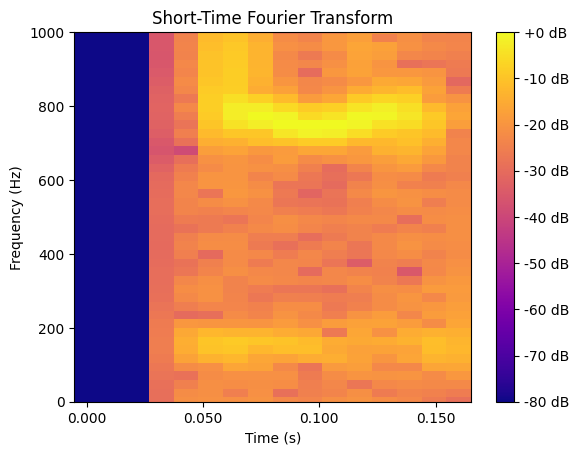 Short-Time Fourier Transform
1000
800
600
400
200
0
Frequency (Hz)
0.000
0.050
0.100
0.150
Time (s)
+0 dB
-10 dB
-20 dB
-30 dB
-40 dB
-50 dB
-60 dB
-70 dB
-80 dB